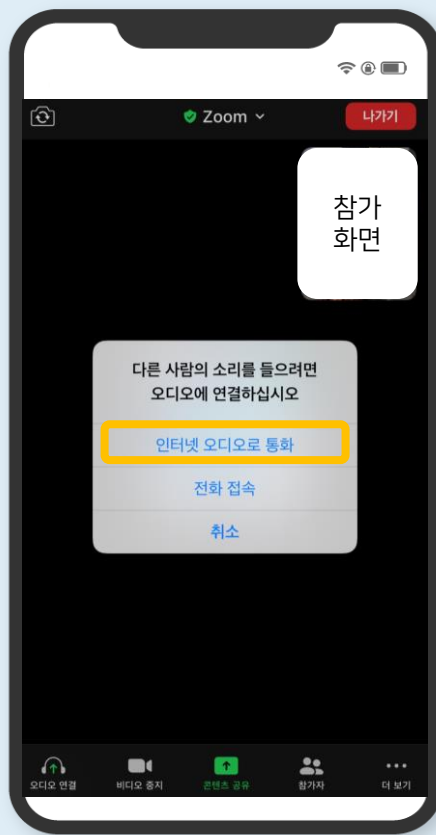 Zoom
나가기
참가
화면
다른 사람의 소리를 들으려면
오디오에 연결하십시오
인터넷 오디오로 통화
전화 접속
취소
오디오 연결
비디오 중지
콘텐츠 공유
참가자
더 보기